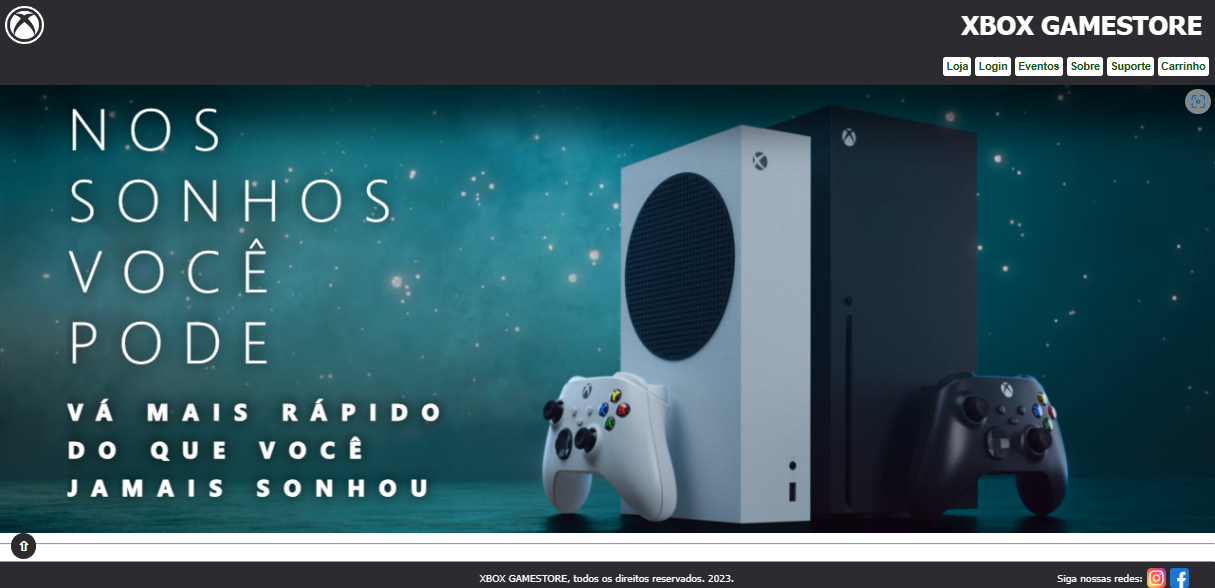 XBOX GAMESTORE
Loja Login Eventos Sobre Suporte Carrinho
NOS
SONHOS
VOCÊ
PODE
VÁ MAIS RÁPIDO
DO QUE VOCÊ
JAMAIS SONHOU
XBOX GAMESTORE, todos os direitos reservados. 2023.
Siga nossas redes: